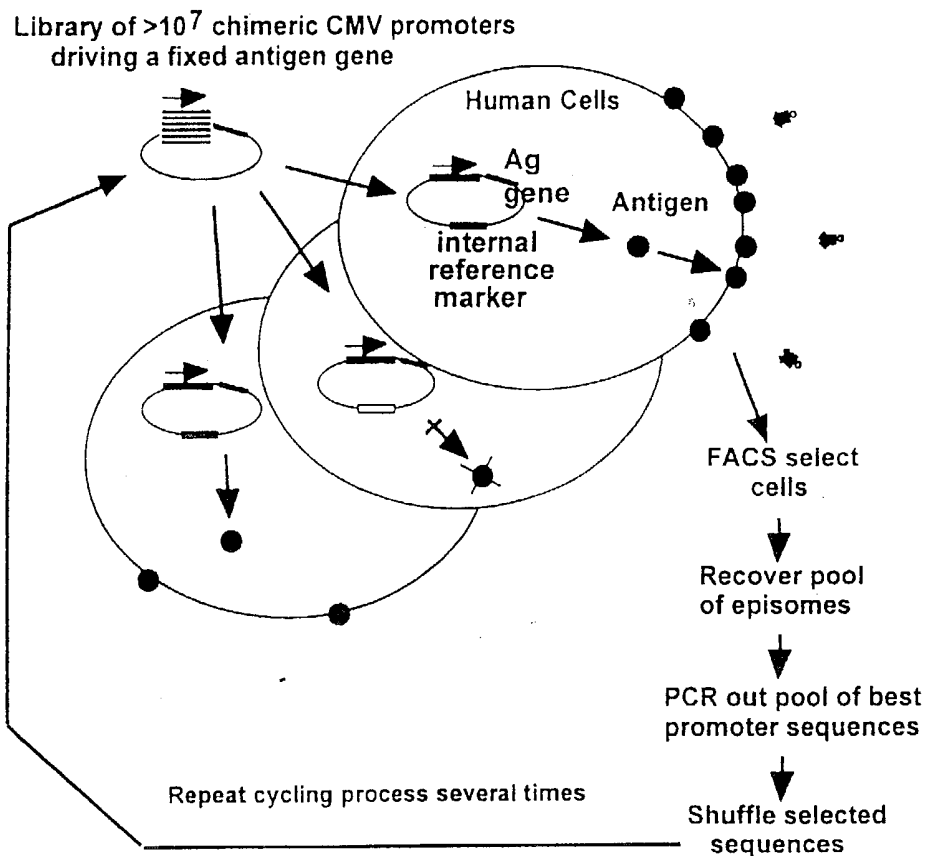 Library of >10⁷ chimeric CMV promoters
driving a fixed antigen gene
Human Cells
Ag
gene
Antigen
internal
reference
marker
FACS select
cells
Recover pool
of episomes
PCR out pool of best
promoter sequences
Shuffle selected
sequences
Repeat cycling process several times